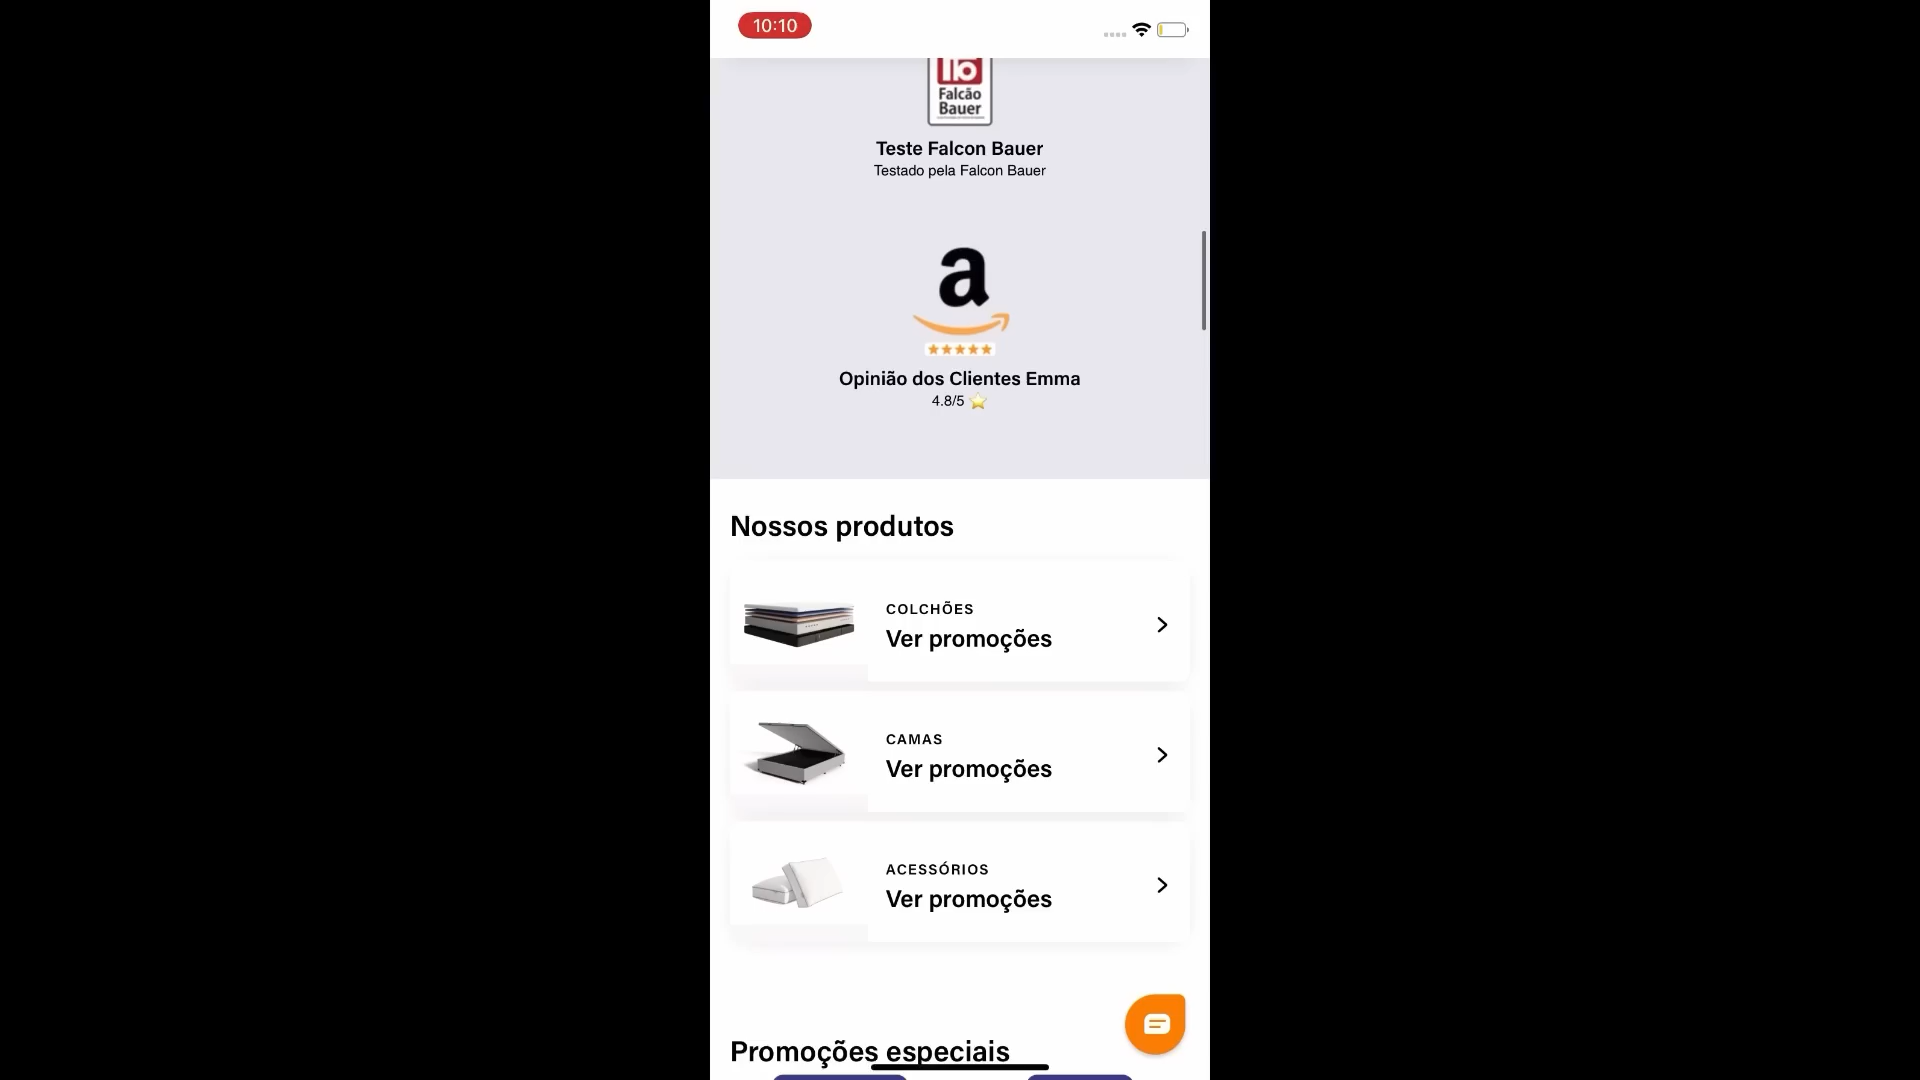 10:10
Falcão
Bauer
Teste Falcon Bauer
Testado pela Falcon Bauer
a
Opinião dos Clientes Emma
4.8/5
Nossos produtos
COLCHÕES
Ver promoções
CAMAS
Ver promoções
ACESSÓRIOS
Ver promoções
Promoções especiais